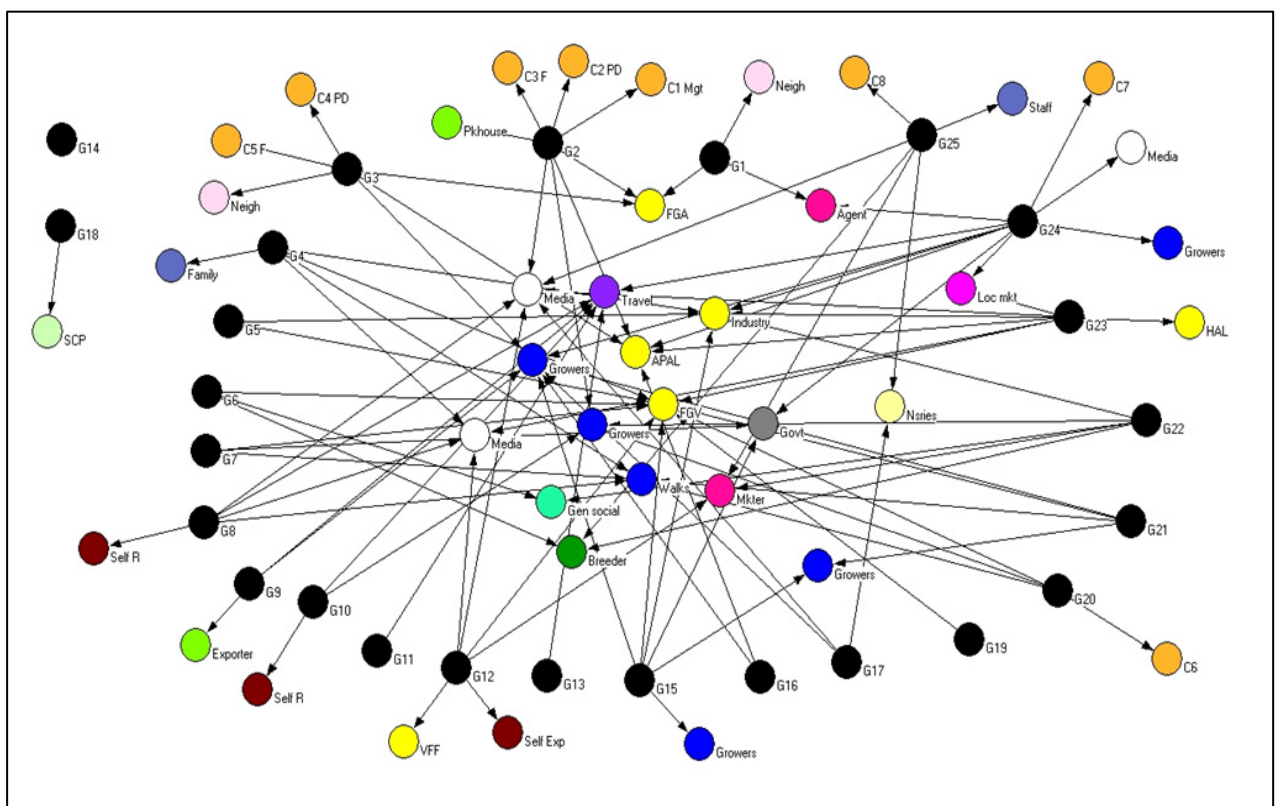 C3 F
C2 PD
C1 Mgt
Neigh
C8
Staff
C7
C4 PD
Pkhouse
G14
C5 F
G3
G2
G1
G25
Media
Neigh
FGA
Agent
G24
G18
G4
Growers
Family
Media
Travel
Loc mkt
SCP
G5
Industry
G23
HAL
APAL
Growers
G6
FGV
Nsries
Growers
Govt
G22
G7
Media
Walks
Mkter
Gen social
G8
G21
Self R
Breeder
Growers
G9
G10
G20
Exporter
G11
G19
G12
G13
G15
G16
G17
C6
Self R
VFF
Self Exp
Growers